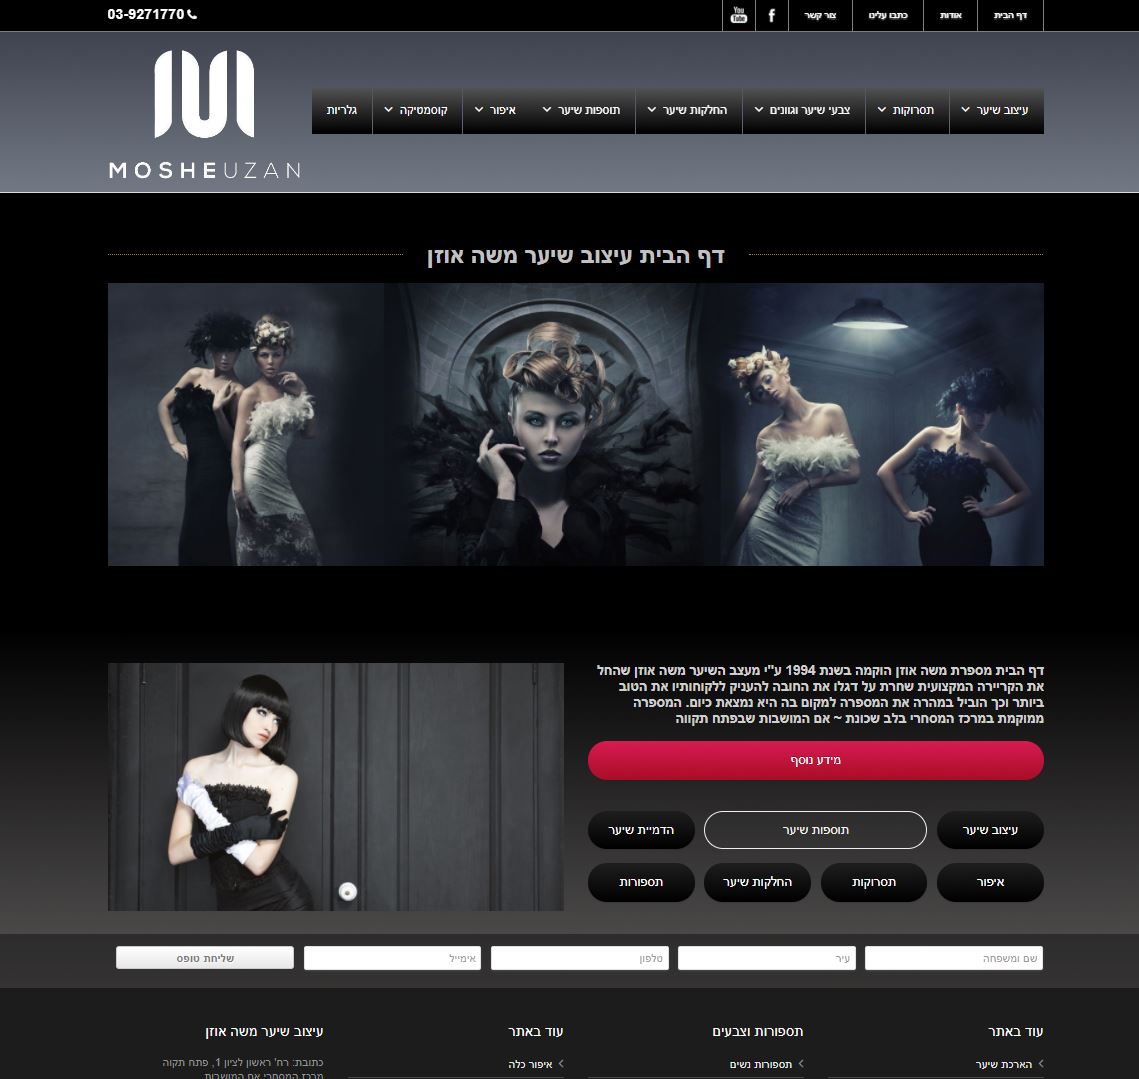 דף הבית
אודות
כתבו עלינו
צור קשר
You
Tube
03-9271770
עיצוב שיער
תסרוקות
צבעי שיער וגוונים
החלקות שיער
תוספות שיער
איפור
קוסמטיקה
גלריות
MOSHEUZAN
דף הבית עיצוב שיער משה אוזן
דף הבית מספרת משה אוזן הוקמה בשנת 1994 ע"י מעצב השיער משה אוזן שהחל
את הקריירה המקצועית שחרת על דגלו את החובה להעניק ללקוחותיו את הטוב
ביותר וכך הוביל במהרה את המספרה למקום בה היא נמצאת כיום. המספרה
ממוקמת במרכז המסחרי בלב שכונת ~ אם המושבות שבפתח תקווה
מידע נוסף
עיצוב שיער
תוספות שיער
הדמיית שיער
איפור
תסרוקות
החלקות שיער
תספורות
שם ומשפחה
עיר
טלפון
אימייל
שליחת טופס
עוד באתר
תספורות וצבעים
עוד באתר
עיצוב שיער משה אוזן
הארכת שיער
תספורות נשים
איפור כלה
כתובת: רח' ראשון לציון 1, פתח תקוה
מרכז המסחרי אם המושבות